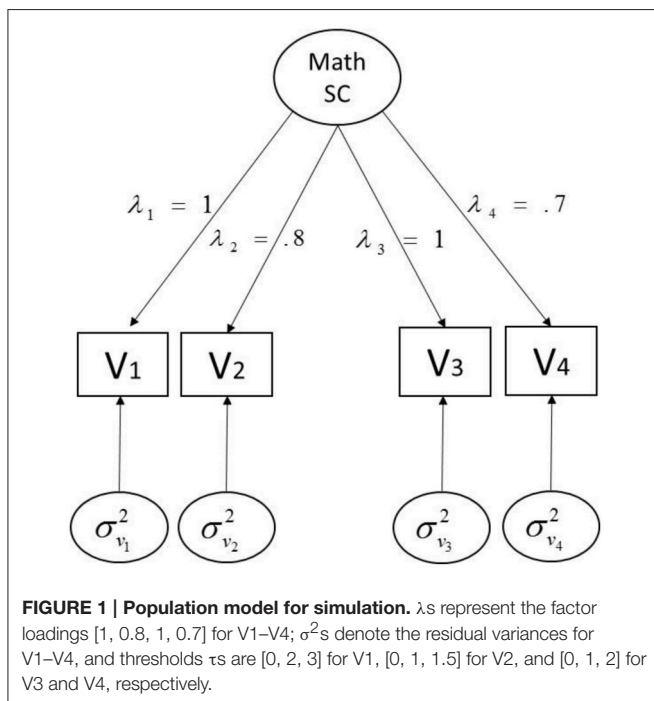 Math
SC
λ₁ = 1
λ₂ = .8
λ₃ = 1
λ₄ = .7
V1 V2 V3 V4
σ²ᵥ₁ σ²ᵥ₂ σ²ᵥ₃ σ²ᵥ₄
FIGURE 1 | Population model for simulation. λs represent the factor
loadings [1, 0.8, 1, 0.7] for V1–V4; σ²s denote the residual variances for
V1–V4, and thresholds τs are [0, 2, 3] for V1, [0, 1, 1.5] for V2, and [0, 1, 2] for
V3 and V4, respectively.